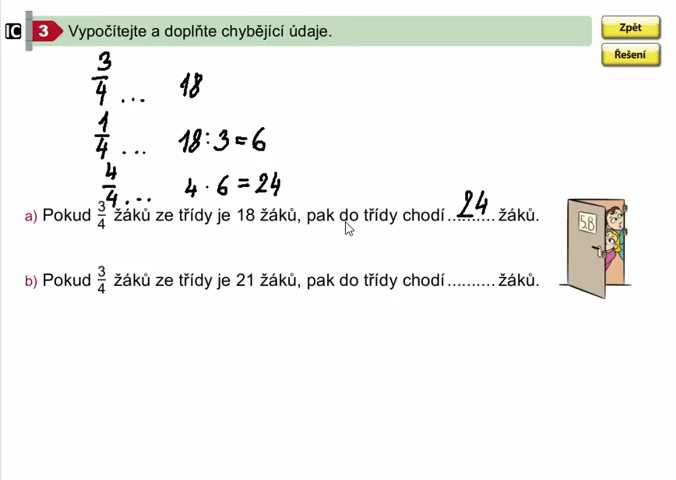 IC 3 Vypočítejte a doplňte chybějící údaje.
Zpět
Řešení
3/4 ... 18
1/4 ... 18 : 3 = 6
4/4 ... 4 · 6 = 24
a) Pokud 3/4 žáků ze třídy je 18 žáků, pak do třídy chodí ...24... žáků.
5.B
b) Pokud 3/4 žáků ze třídy je 21 žáků, pak do třídy chodí .......... žáků.